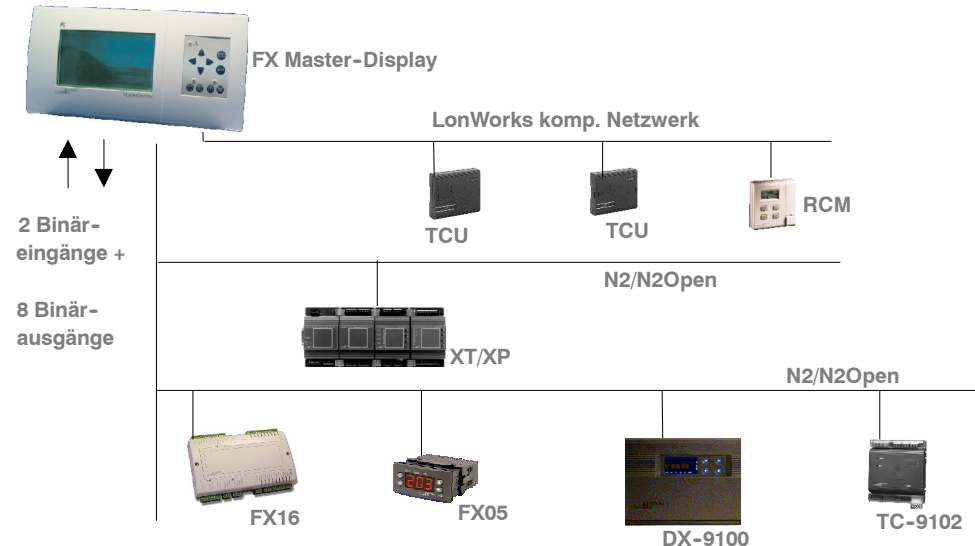 FX Master-Display
LonWorks komp. Netzwerk
TCU
TCU
RCM
2 Binär-
eingänge +
8 Binär-
ausgänge
N2/N2Open
XT/XP
N2/N2Open
FX16
203
FX05
DX-9100
TC-9102